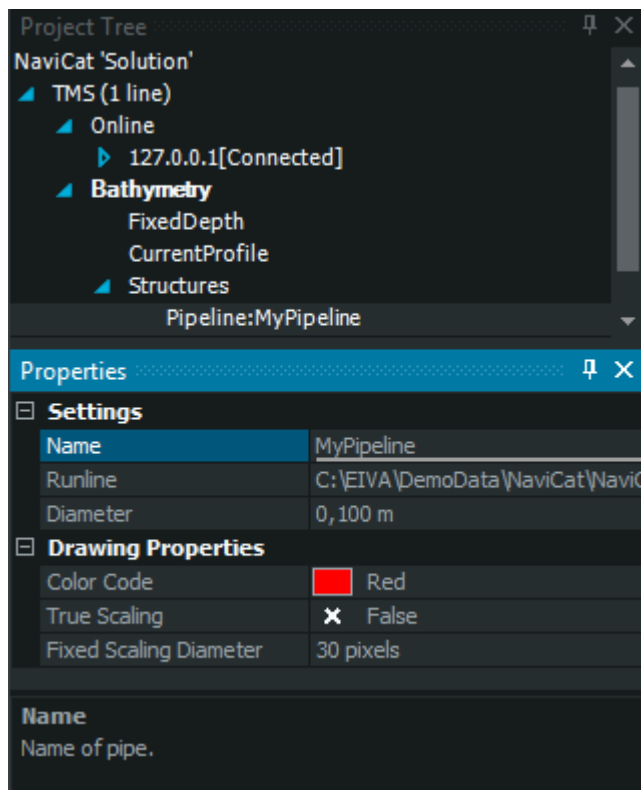 Project Tree
NaviCat 'Solution'
TMS (1 line)
Online
127.0.0.1[Connected]
Bathymetry
FixedDepth
CurrentProfile
Structures
Pipeline:MyPipeline
Properties
Settings
Name MyPipeline
Runline C:\EIVA\DemoData\NaviCat\NaviC
Diameter 0,100 m
Drawing Properties
Color Code Red
True Scaling False
Fixed Scaling Diameter 30 pixels
Name
Name of pipe.